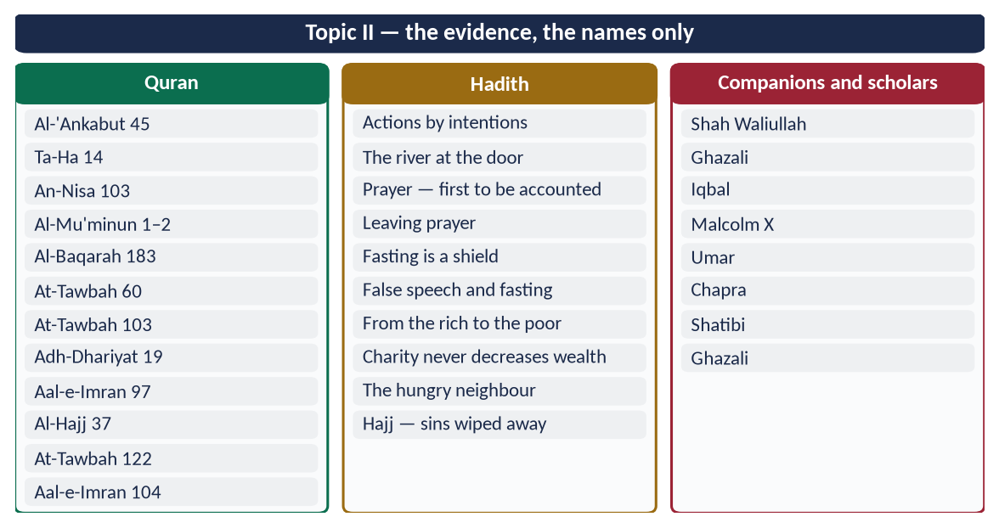 Topic II — the evidence, the names only
Quran
Al-'Ankabut 45
Ta-Ha 14
An-Nisa 103
Al-Mu'minun 1–2
Al-Baqarah 183
At-Tawbah 60
At-Tawbah 103
Adh-Dhariyat 19
Aal-e-Imran 97
Al-Hajj 37
At-Tawbah 122
Aal-e-Imran 104
Hadith
Actions by intentions
The river at the door
Prayer — first to be accounted
Leaving prayer
Fasting is a shield
False speech and fasting
From the rich to the poor
Charity never decreases wealth
The hungry neighbour
Hajj — sins wiped away
Companions and scholars
Shah Waliullah
Ghazali
Iqbal
Malcolm X
Umar
Chapra
Shatibi
Ghazali